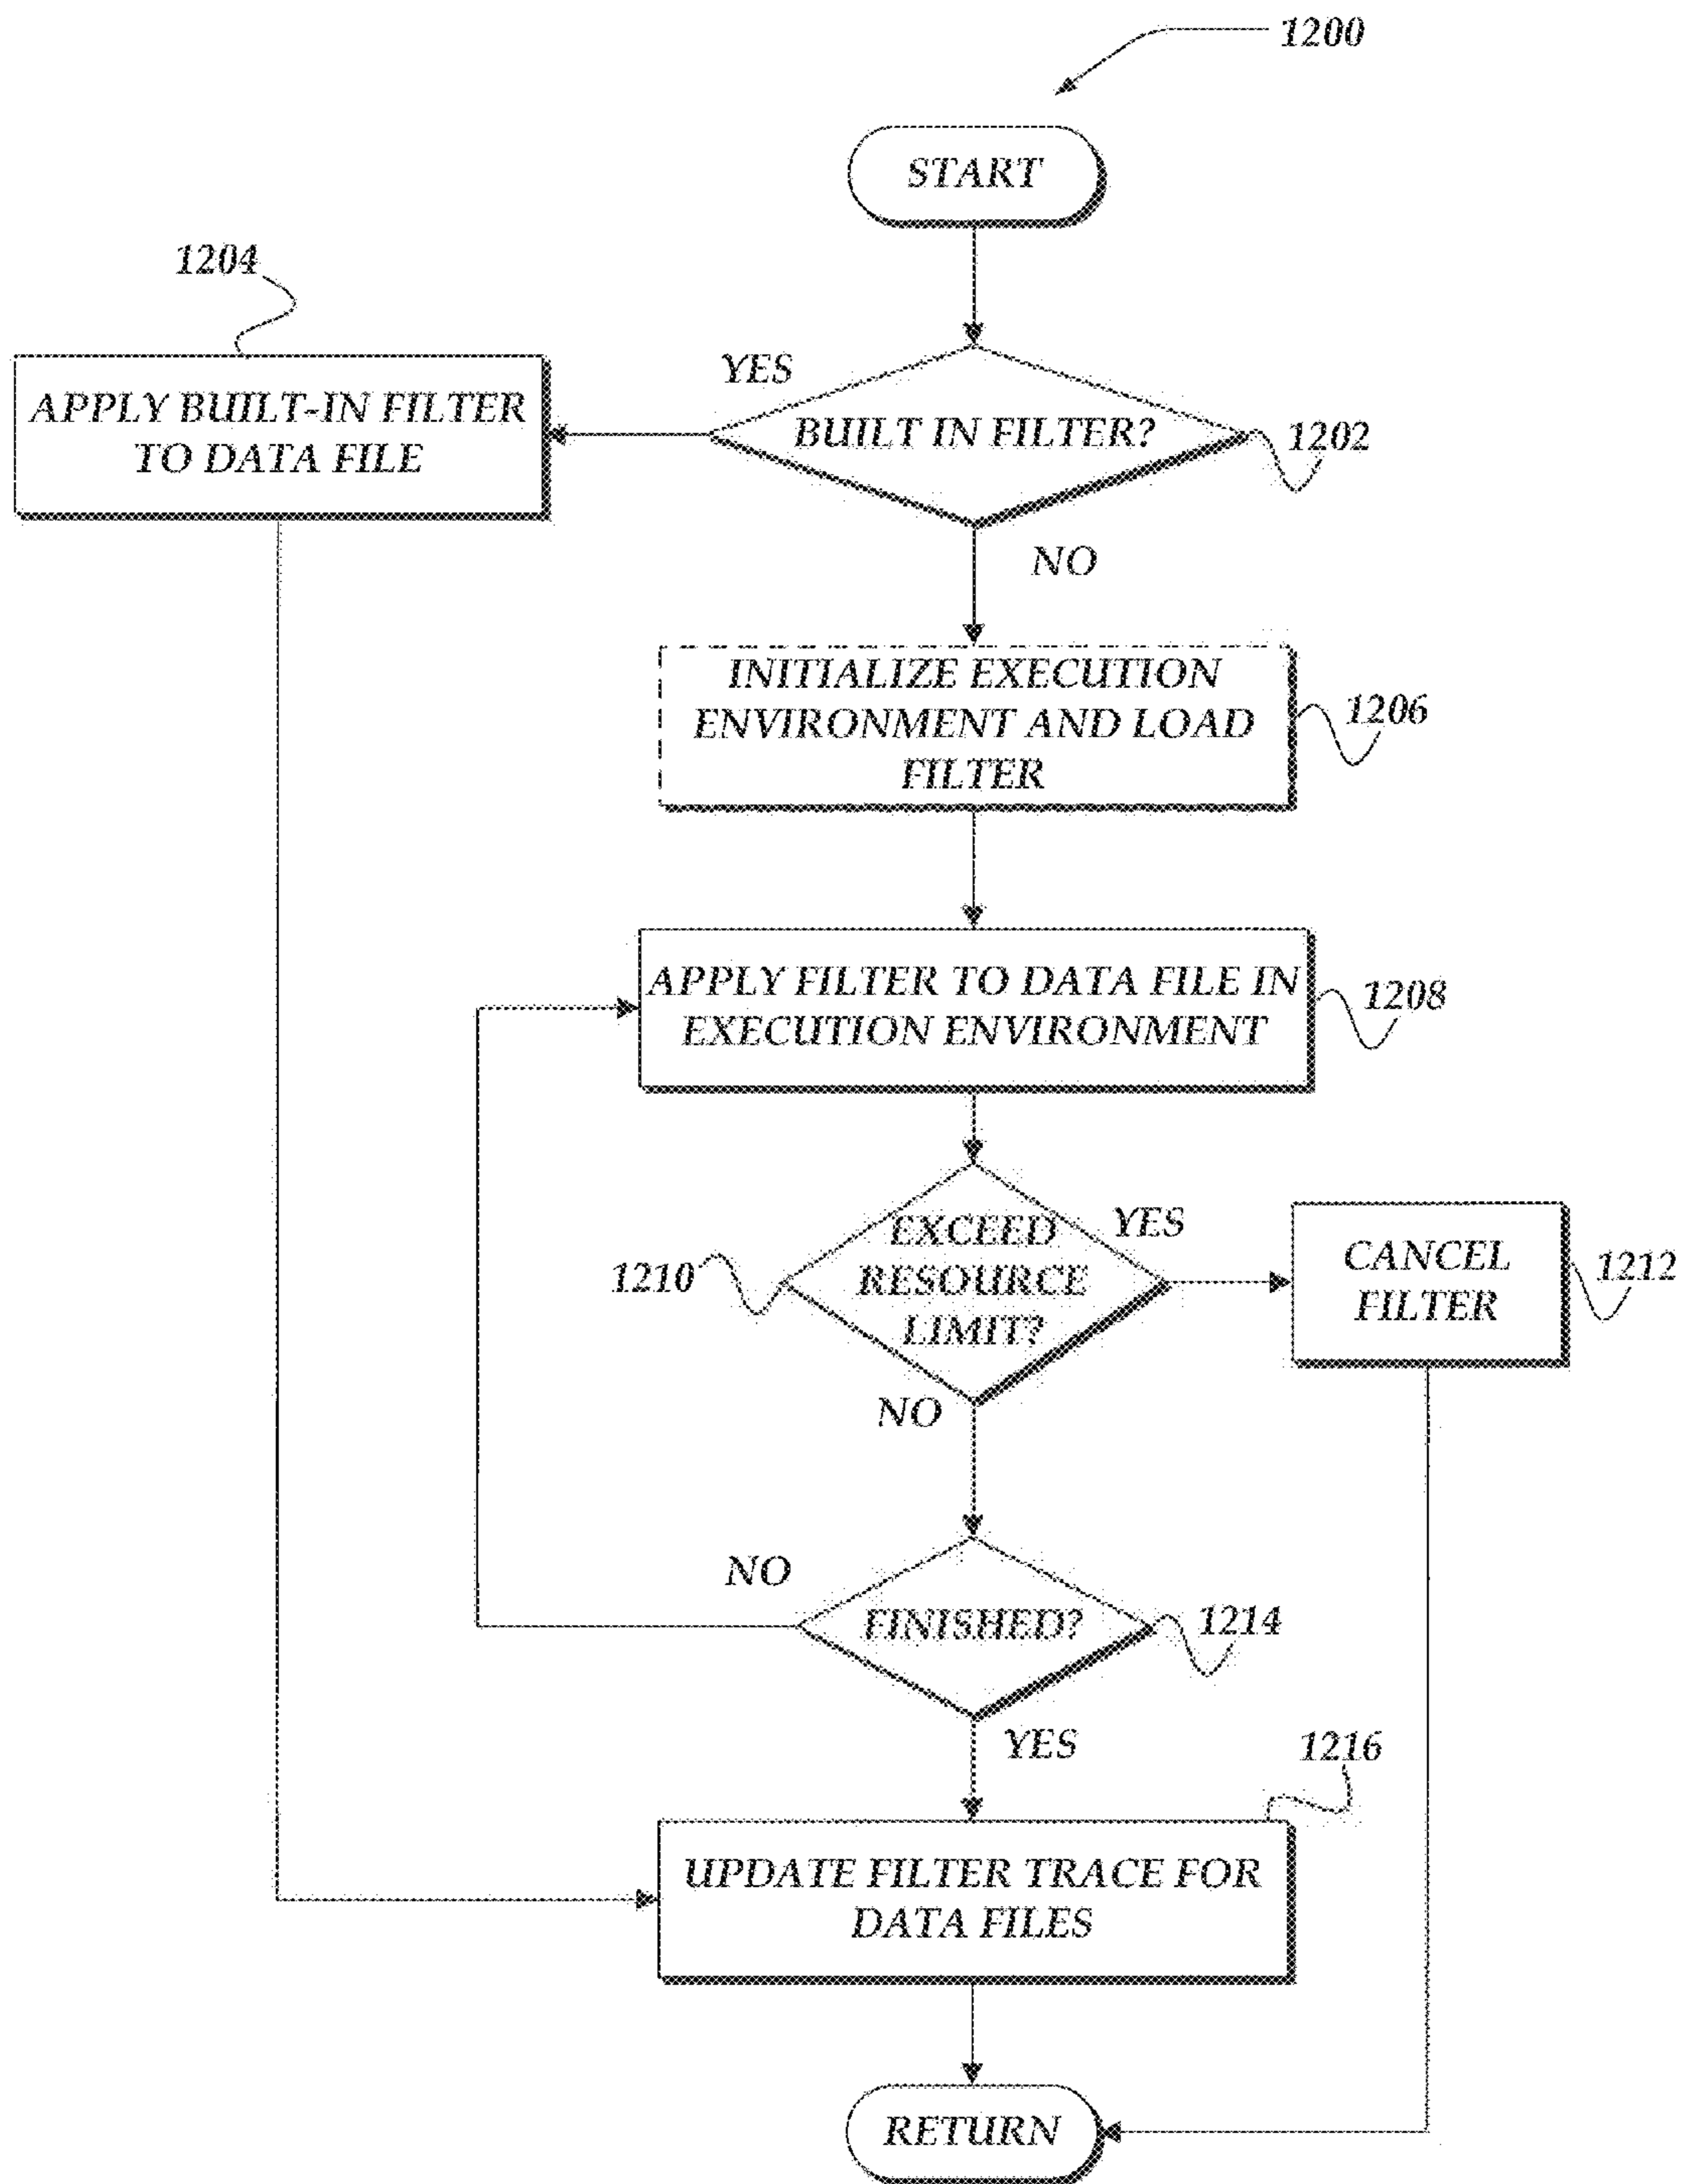 1200
START
1204
YES
APPLY BUILT-IN FILTER
TO DATA FILE
BUILT IN FILTER?
1202
NO
INITIALIZE EXECUTION
ENVIRONMENT AND LOAD
FILTER
1206
APPLY FILTER TO DATA FILE IN
EXECUTION ENVIRONMENT
1208
EXCEED
RESOURCE
LIMIT?
YES
1210
CANCEL
FILTER
1212
NO
NO
FINISHED?
1214
YES
1216
UPDATE FILTER TRACE FOR
DATA FILES
RETURN